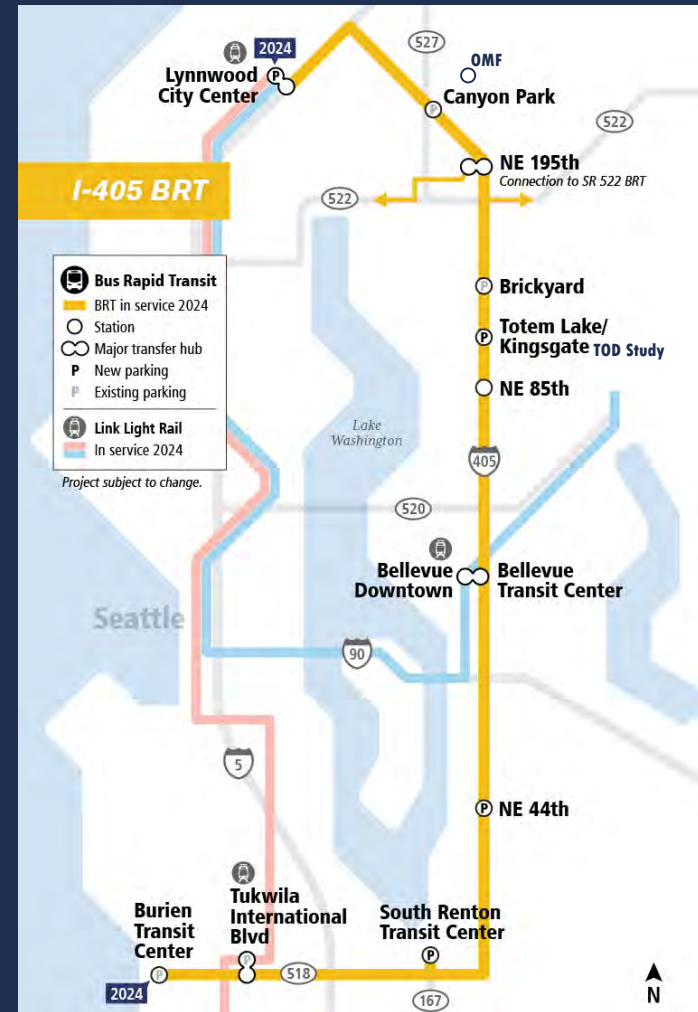 2024
527
OMF
Lynnwood
City Center
P
Canyon Park
P
522
NE 195th
Connection to SR 522 BRT
I-405 BRT
522
Bus Rapid Transit
BRT in service 2024
Station
Major transfer hub
P New parking
P Existing parking
Link Light Rail
In service 2024
Project subject to change.
P
Brickyard
P
Totem Lake/
Kingsgate TOD Study
NE 85th
Lake
Washington
405
520
Bellevue
Downtown
Bellevue
Transit Center
Seattle
90
5
P
NE 44th
Burien
Transit
Center
Tukwila
International
Blvd
South Renton
Transit Center
P
P
P
518
2024
167
N